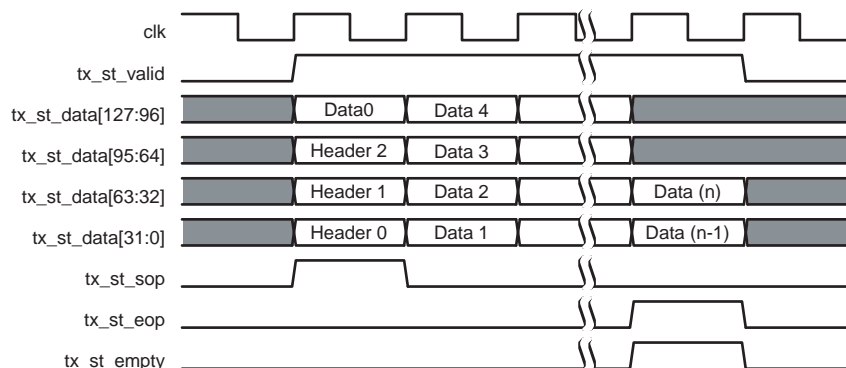 clk
tx_st_valid
tx_st_data[127:96] Data0 Data 4
tx_st_data[95:64] Header 2 Data 3
tx_st_data[63:32] Header 1 Data 2 Data (n)
tx_st_data[31:0] Header 0 Data 1 Data (n-1)
tx_st_sop
tx_st_eop
tx_st_empty